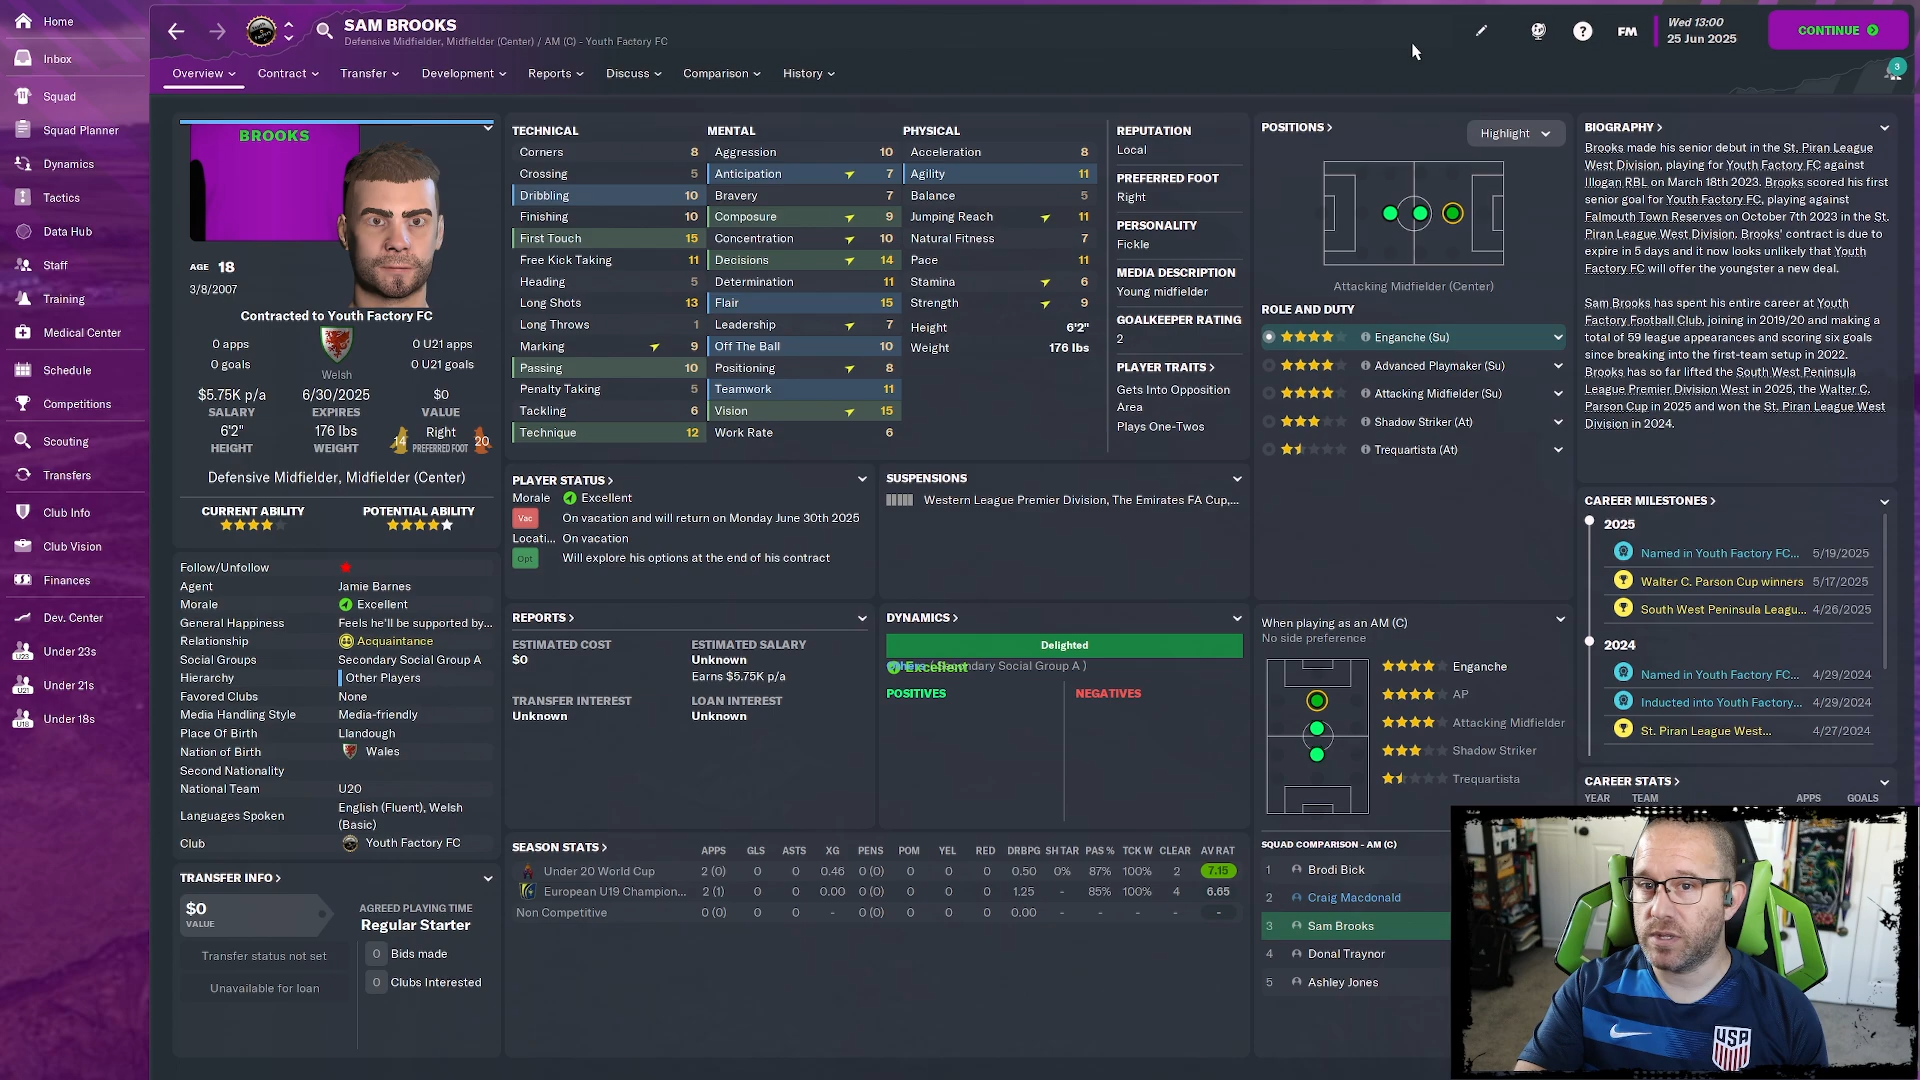 Home
Inbox
Squad
Squad Planner
Dynamics
Tactics
Data Hub
Staff
Training
Medical Center
Schedule
Competitions
Scouting
Transfers
Club Info
Club Vision
Finances
Dev. Center
U23 Under 23s
U21 Under 21s
U18 Under 18s
SAM BROOKS
Defensive Midfielder, Midfielder (Center) / AM (C) - Youth Factory FC
? FM
Wed 13:00
25 Jun 2025
CONTINUE
3
Overview Contract Transfer Development Reports Discuss Comparison History
BROOKS
AGE 18
3/8/2007
Contracted to Youth Factory FC
0 apps
0 goals
Welsh
0 U21 apps
0 U21 goals
$5.75K p/a 6/30/2025 $0
SALARY EXPIRES VALUE
6'2" 176 lbs 14 Right 20
HEIGHT WEIGHT PREFERRED FOOT
Defensive Midfielder, Midfielder (Center)
CURRENT ABILITY POTENTIAL ABILITY
Follow/Unfollow
Agent Jamie Barnes
Morale Excellent
General Happiness Feels he'll be supported by...
Relationship Acquaintance
Social Groups Secondary Social Group A
Hierarchy Other Players
Favored Clubs None
Media Handling Style Media-friendly
Place Of Birth Llandough
Nation of Birth Wales
Second Nationality
National Team U20
Languages Spoken English (Fluent), Welsh
(Basic)
Club Youth Factory FC
TRANSFER INFO >
$0
VALUE
AGREED PLAYING TIME
Regular Starter
Transfer status not set
Unavailable for loan
0 Bids made
0 Clubs Interested
TECHNICAL
Corners 8
Crossing 5
Dribbling 10
Finishing 10
First Touch 15
Free Kick Taking 11
Heading 5
Long Shots 13
Long Throws 1
Marking 9
Passing 10
Penalty Taking 5
Tackling 6
Technique 12
MENTAL
Aggression 10
Anticipation 7
Bravery 7
Composure 9
Concentration 10
Decisions 14
Determination 11
Flair 15
Leadership 7
Off The Ball 10
Positioning 8
Teamwork 11
Vision 15
Work Rate 6
PHYSICAL
Acceleration 8
Agility 11
Balance 5
Jumping Reach 11
Natural Fitness 7
Pace 11
Stamina 6
Strength 9
Height 6'2"
Weight 176 lbs
REPUTATION
Local
PREFERRED FOOT
Right
PERSONALITY
Fickle
MEDIA DESCRIPTION
Young midfielder
GOALKEEPER RATING
2
PLAYER TRAITS >
Gets Into Opposition
Area
Plays One-Twos
PLAYER STATUS >
Morale Excellent
Vac On vacation and will return on Monday June 30th 2025
Locati... On vacation
Opt Will explore his options at the end of his contract
SUSPENSIONS
Western League Premier Division, The Emirates FA Cup,...
REPORTS >
ESTIMATED COST
$0
ESTIMATED SALARY
Unknown
Earns $5.75K p/a
TRANSFER INTEREST
Unknown
LOAN INTEREST
Unknown
DYNAMICS >
Delighted
Excellent
Secondary Social Group A )
POSITIVES NEGATIVES
SEASON STATS > APPS GLS ASTS XG PENS POM YEL RED DRBPG SH TAR PAS % TCK W CLEAR AV RAT
Under 20 World Cup 2 (0) 0 0 0.46 0 (0) 0 0 0 0.50 0% 87% 100% 2 7.15
European U19 Champion... 2 (1) 0 0 0.00 0 (0) 0 0 0 1.25 - 85% 100% 4 6.65
Non Competitive 0 (0) 0 0 - 0 (0) 0 0 0 0.00 - - - - -
POSITIONS >
Highlight
Attacking Midfielder (Center)
ROLE AND DUTY
Enganche (Su)
Advanced Playmaker (Su)
Attacking Midfielder (Su)
Shadow Striker (At)
Trequartista (At)
When playing as an AM (C)
No side preference
Enganche
AP
Attacking Midfielder
Shadow Striker
Trequartista
SQUAD COMPARISON - AM (C)
1 Brodi Bick
2 Craig Macdonald
3 Sam Brooks
4 Donal Traynor
5 Ashley Jones
BIOGRAPHY >
Brooks made his senior debut in the St. Piran League
West Division, playing for Youth Factory FC against
Illogan RBL on March 18th 2023. Brooks scored his first
senior goal for Youth Factory FC, playing against
Falmouth Town Reserves on October 7th 2023 in the St.
Piran League West Division. Brooks' contract is due to
expire in 5 days and it now looks unlikely that Youth
Factory FC will offer the youngster a new deal.
Sam Brooks has spent his entire career at Youth
Factory Football Club, joining in 2019/20 and making a
total of 59 league appearances and scoring six goals
since breaking into the first-team setup in 2022.
Brooks has so far lifted the South West Peninsula
League Premier Division West in 2025, the Walter C.
Parson Cup in 2025 and won the St. Piran League West
Division in 2024.
CAREER MILESTONES >
2025
Named in Youth Factory FC... 5/19/2025
Walter C. Parson Cup winners 5/17/2025
South West Peninsula Leagu... 4/26/2025
2024
Named in Youth Factory FC... 4/29/2024
Inducted into Youth Factory... 4/29/2024
St. Piran League West... 4/27/2024
CAREER STATS >
YEAR TEAM APPS GOALS
USA